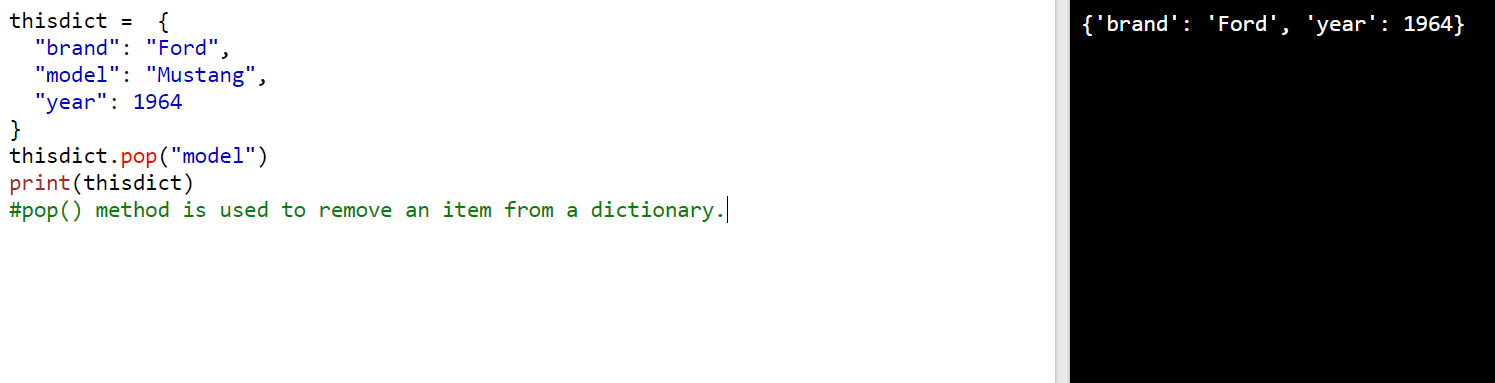 thisdict =  {
  "brand": "Ford",
  "model": "Mustang",
  "year": 1964
}
thisdict.pop("model")
print(thisdict)
#pop() method is used to remove an item from a dictionary.
{'brand': 'Ford', 'year': 1964}